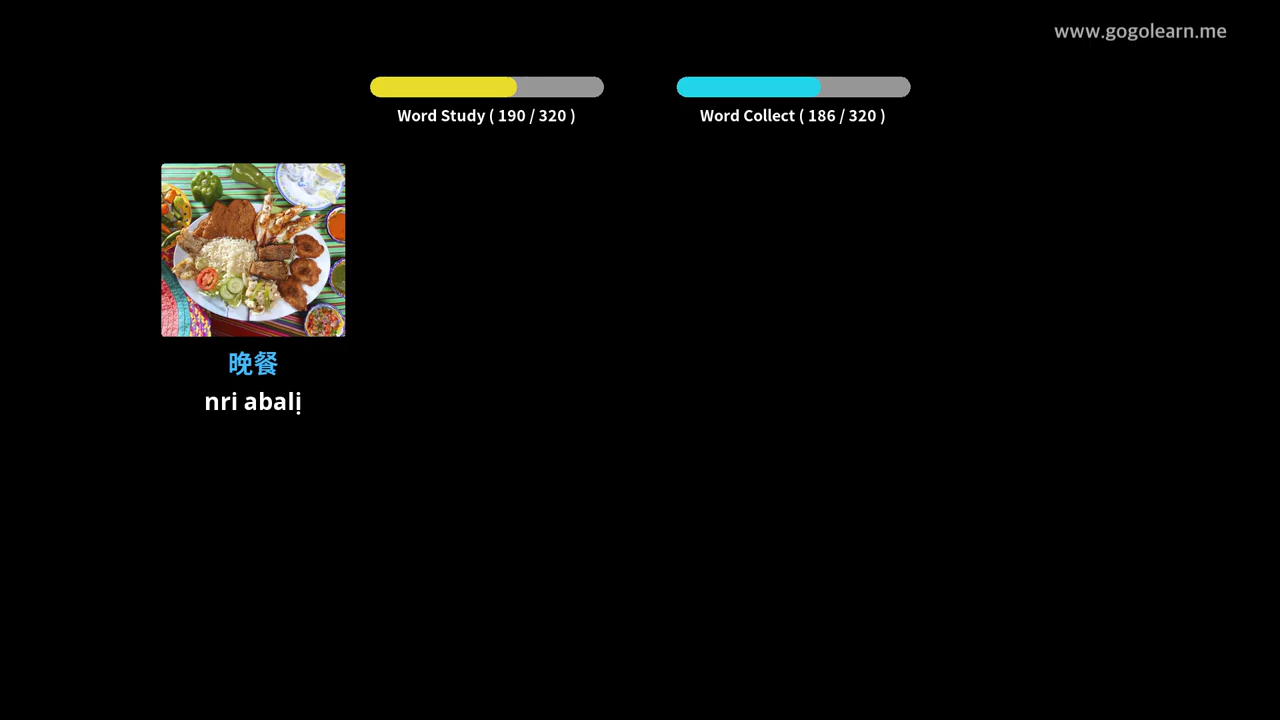 www.gogolearn.me
Word Study ( 190 / 320 )
Word Collect ( 186 / 320 )
晚餐
nri abalị